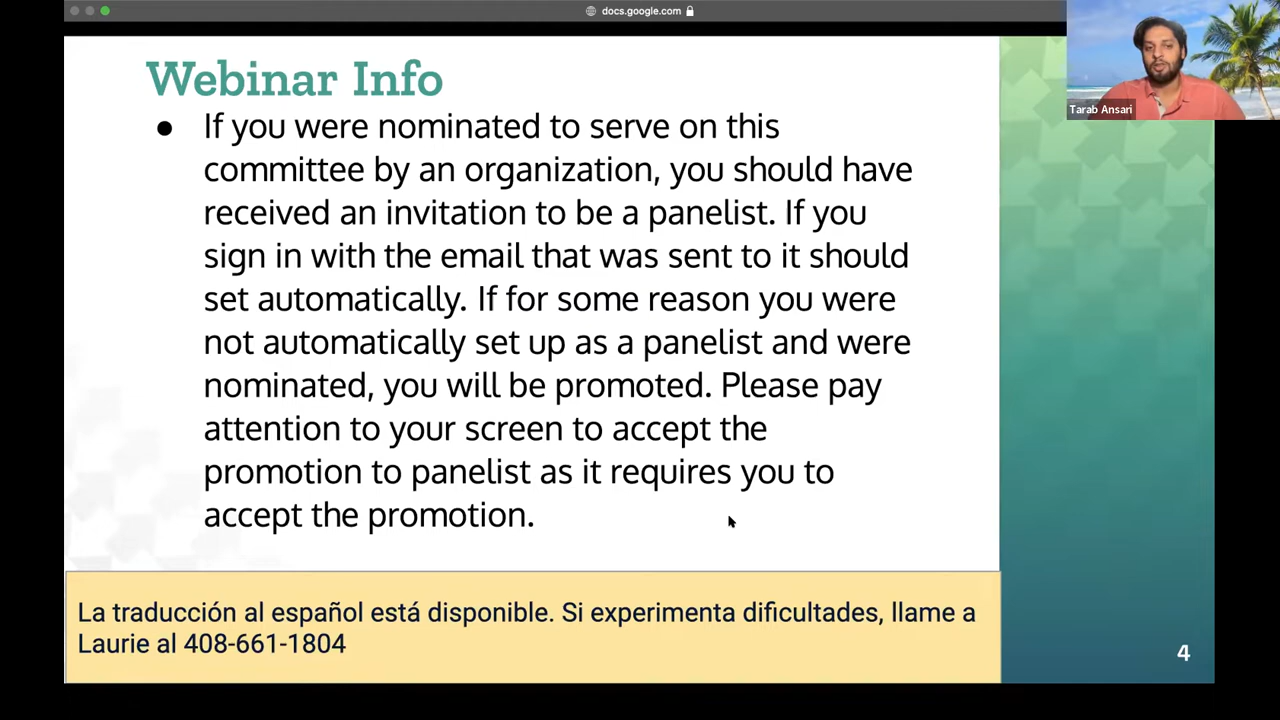 docs.google.com
Tarab Ansari
Webinar Info
● If you were nominated to serve on this
committee by an organization, you should have
received an invitation to be a panelist. If you
sign in with the email that was sent to it should
set automatically. If for some reason you were
not automatically set up as a panelist and were
nominated, you will be promoted. Please pay
attention to your screen to accept the
promotion to panelist as it requires you to
accept the promotion.
La traducción al español está disponible. Si experimenta dificultades, llame a
Laurie al 408-661-1804
4